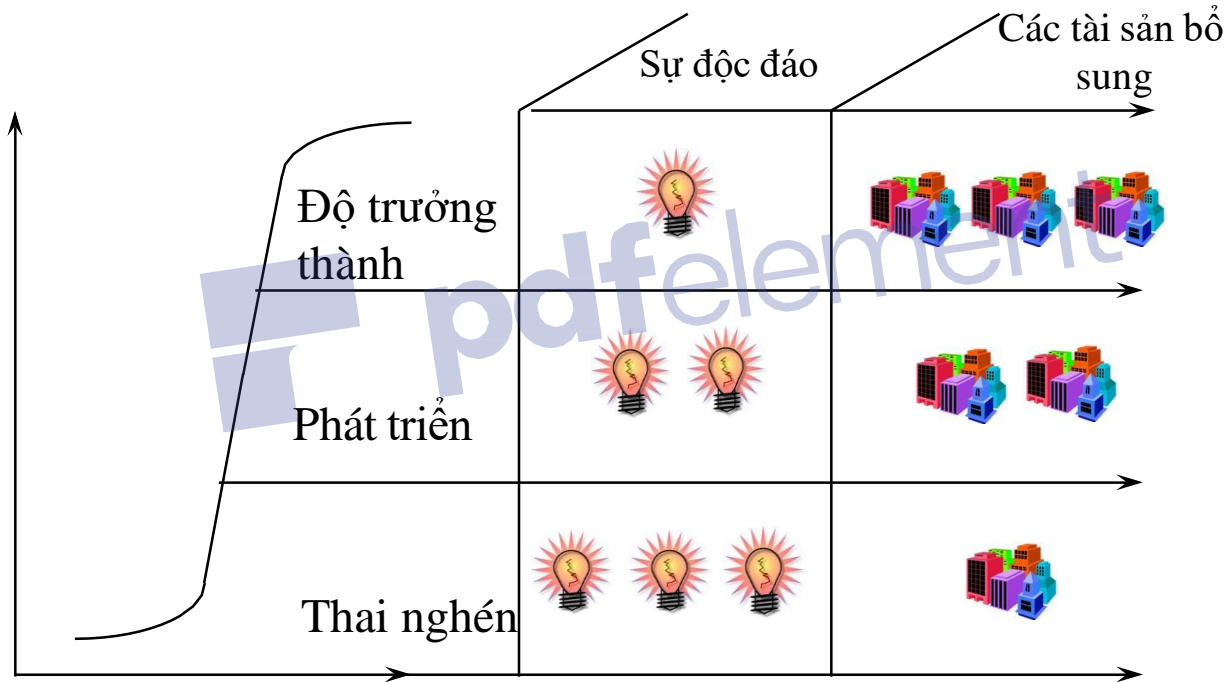 Sự độc đáo
Các tài sản bổ
sung
Độ trưởng
thành
Phát triển
Thai nghén
pdfelement